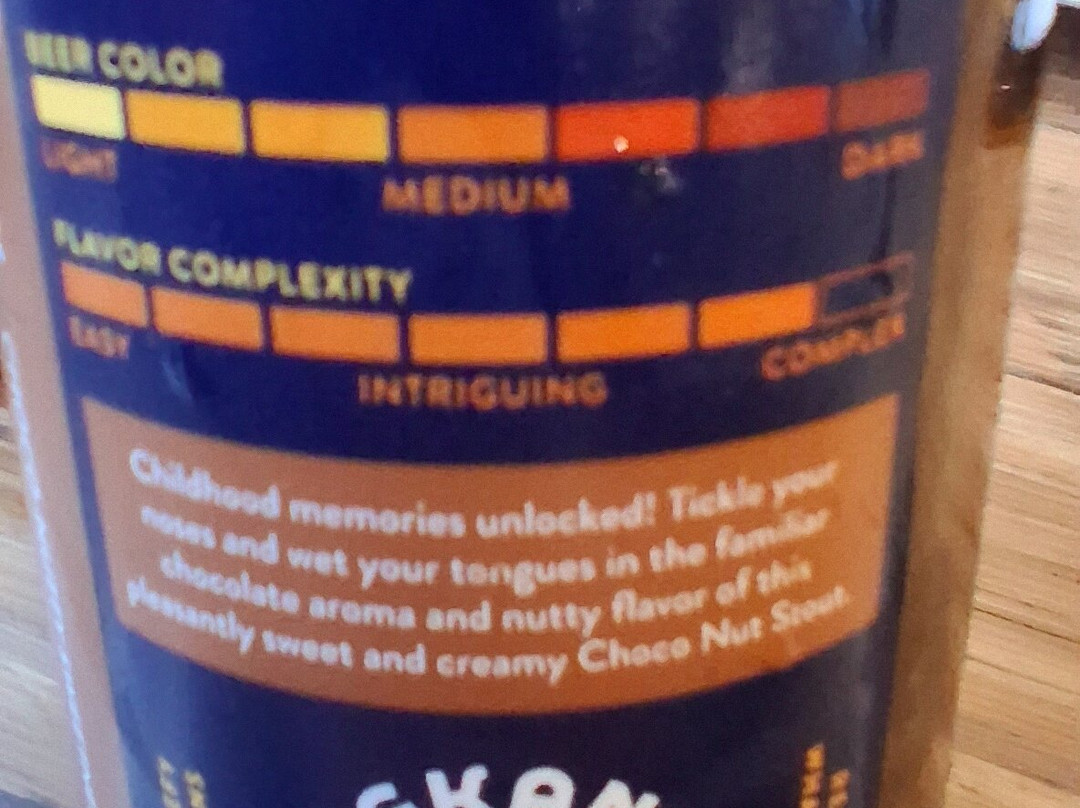 BEER COLOR
LIGHT MEDIUM DARK
FLAVOR COMPLEXITY
EASY INTRIGUING COMPLEX
Childhood memories unlocked! Tickle your
noses and wet your tongues in the familiar
chocolate aroma and nutty flavor of this
pleasantly sweet and creamy Choco Nut Stout.